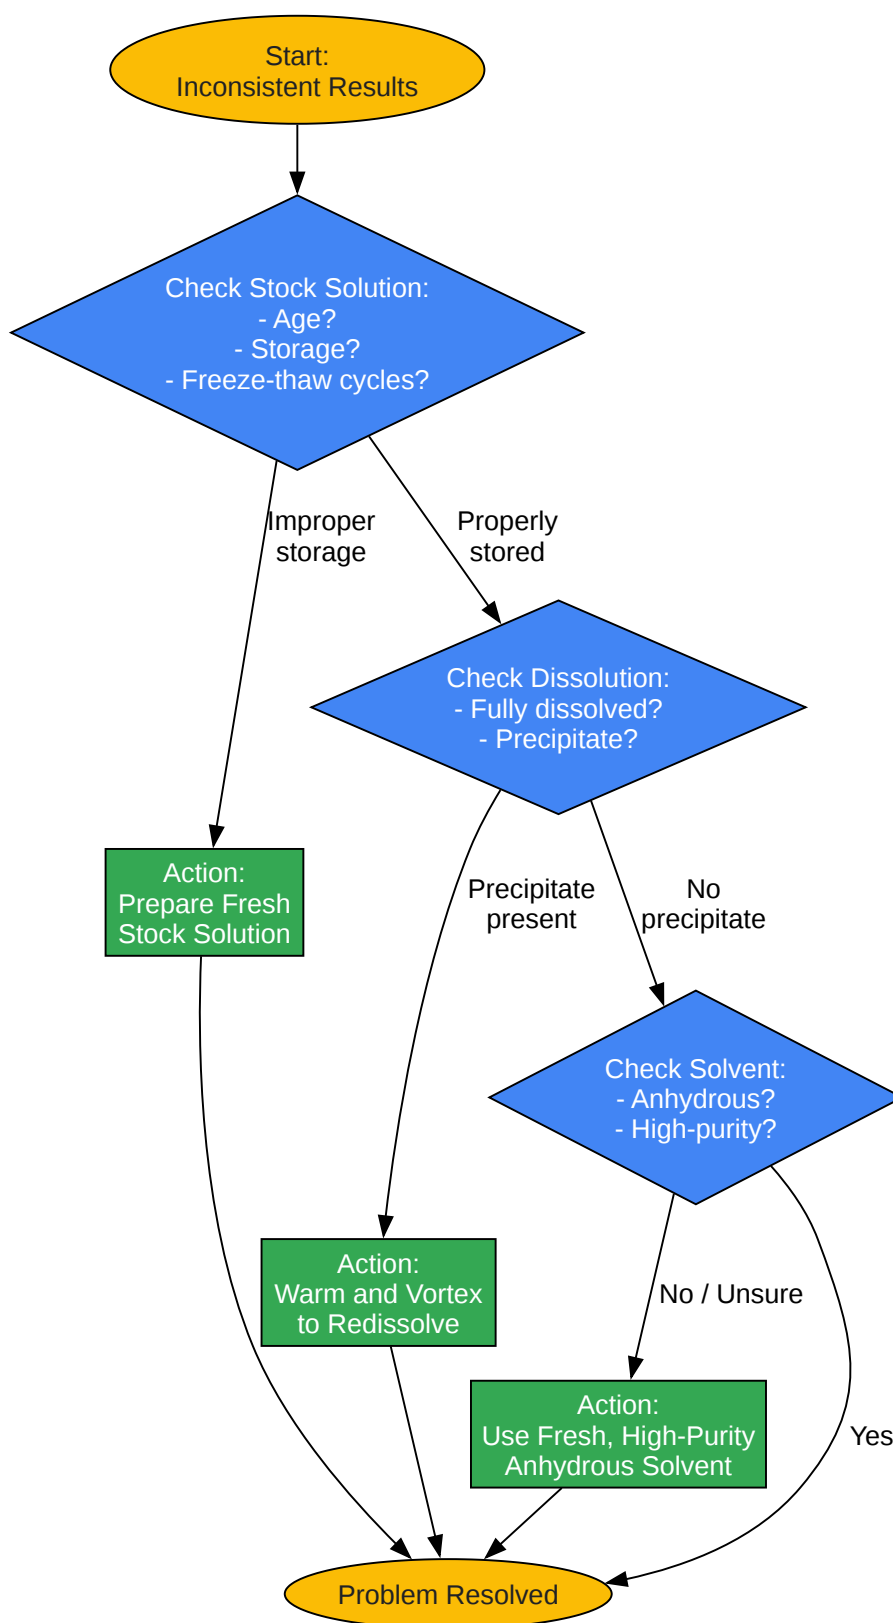 Start:
Inconsistent Results
Check Stock Solution:
- Age?
- Storage?
- Freeze-thaw cycles?
Improper
storage
Properly
stored
Check Dissolution:
- Fully dissolved?
- Precipitate?
Action:
Prepare Fresh
Stock Solution
Precipitate
present
No
precipitate
Check Solvent:
- Anhydrous?
- High-purity?
Action:
Warm and Vortex
to Redissolve
No / Unsure
Action:
Use Fresh, High-Purity
Anhydrous Solvent
Yes
Problem Resolved